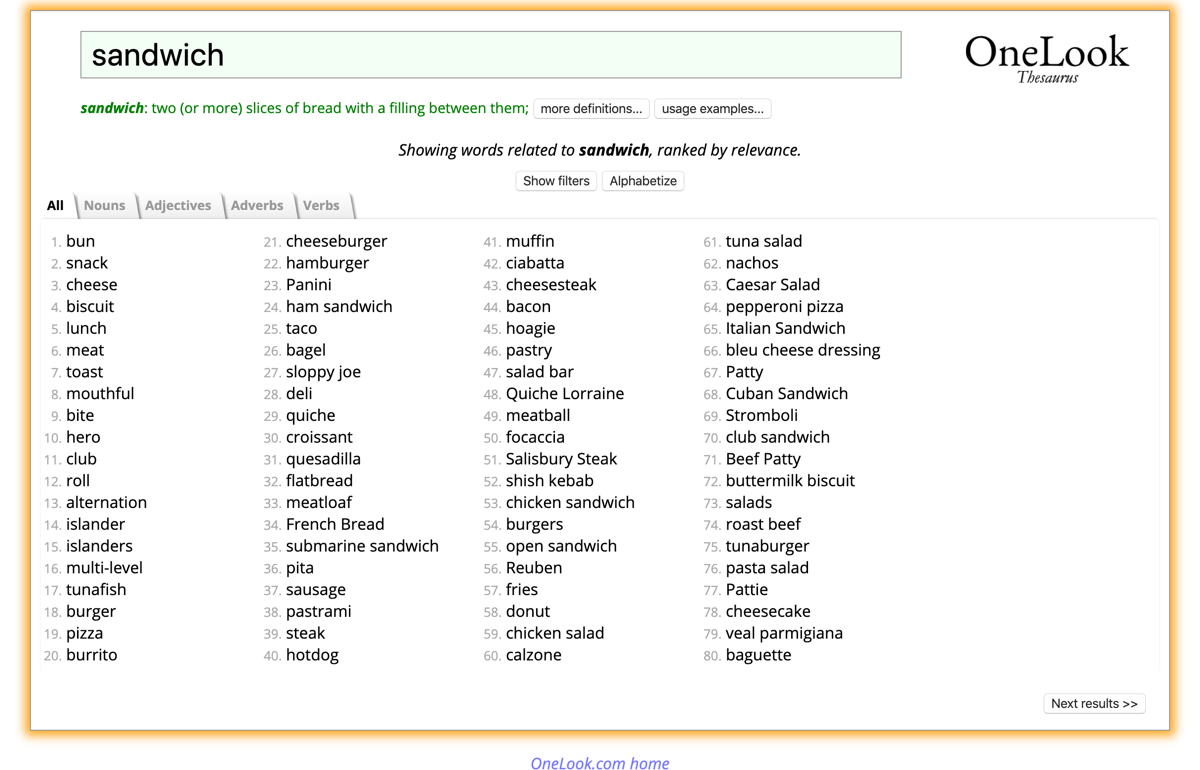 sandwich
OneLook
Thesaurus
sandwich: two (or more) slices of bread with a filling between them; more definitions... usage examples...
Showing words related to sandwich, ranked by relevance.
Show filters Alphabetize
All Nouns Adjectives Adverbs Verbs
1. bun
2. snack
3. cheese
4. biscuit
5. lunch
6. meat
7. toast
8. mouthful
9. bite
10. hero
11. club
12. roll
13. alternation
14. islander
15. islanders
16. multi-level
17. tunafish
18. burger
19. pizza
20. burrito
21. cheeseburger
22. hamburger
23. Panini
24. ham sandwich
25. taco
26. bagel
27. sloppy joe
28. deli
29. quiche
30. croissant
31. quesadilla
32. flatbread
33. meatloaf
34. French Bread
35. submarine sandwich
36. pita
37. sausage
38. pastrami
39. steak
40. hotdog
41. muffin
42. ciabatta
43. cheesesteak
44. bacon
45. hoagie
46. pastry
47. salad bar
48. Quiche Lorraine
49. meatball
50. focaccia
51. Salisbury Steak
52. shish kebab
53. chicken sandwich
54. burgers
55. open sandwich
56. Reuben
57. fries
58. donut
59. chicken salad
60. calzone
61. tuna salad
62. nachos
63. Caesar Salad
64. pepperoni pizza
65. Italian Sandwich
66. bleu cheese dressing
67. Patty
68. Cuban Sandwich
69. Stromboli
70. club sandwich
71. Beef Patty
72. buttermilk biscuit
73. salads
74. roast beef
75. tunaburger
76. pasta salad
77. Pattie
78. cheesecake
79. veal parmigiana
80. baguette
Next results >>
OneLook.com home